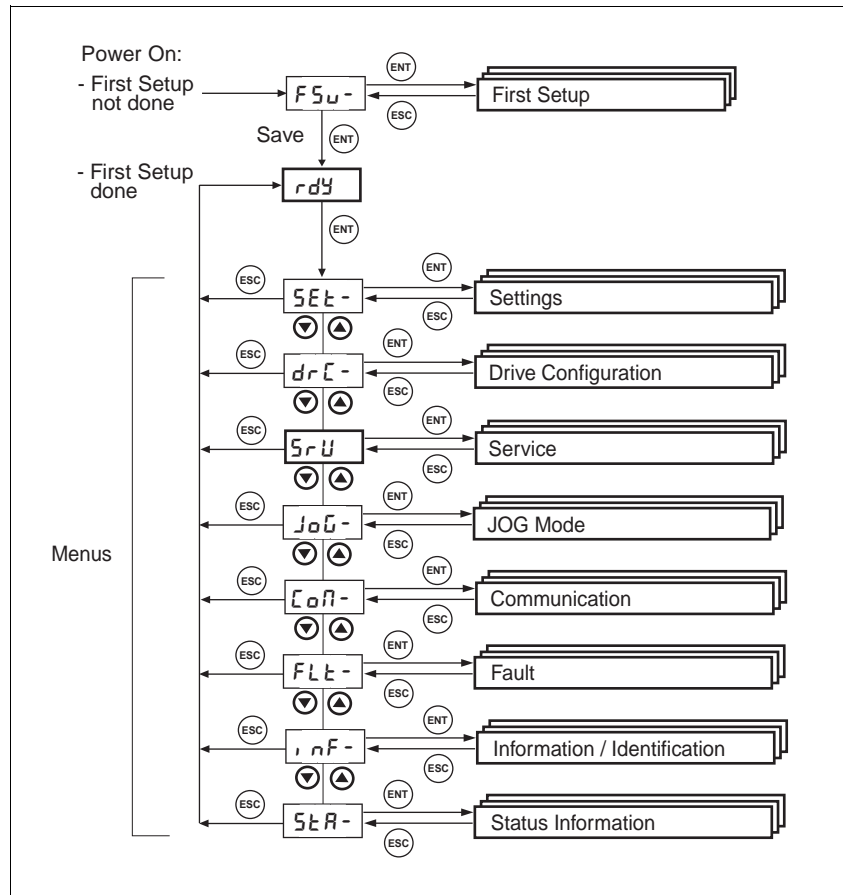 Power On:
- First Setup
not done
ENT
FSu-
First Setup
ESC
Save
ENT
- First Setup
done
rdY
ENT
ESC
ENT
SEt-
Settings
ESC
ESC
ENT
drC-
Drive Configuration
ESC
ESC
ENT
SrU
Service
ESC
ESC
ENT
JoG-
JOG Mode
ESC
Menus
ESC
ENT
CoM-
Communication
ESC
ESC
ENT
FLt-
Fault
ESC
ESC
ENT
inF-
Information / Identification
ESC
ESC
ENT
StA-
Status Information
ESC